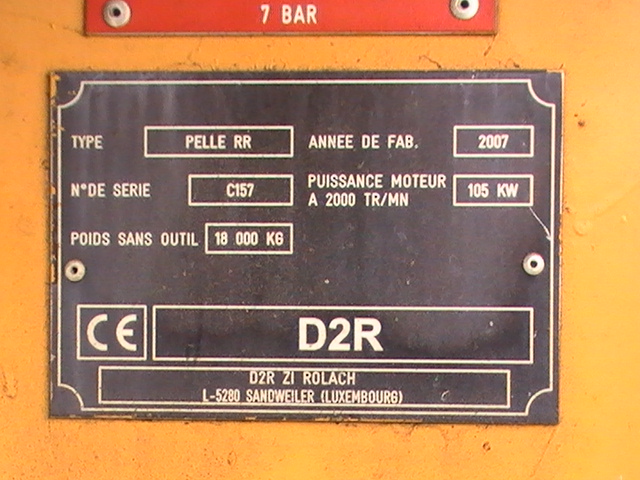 7 BAR
TYPE PELLE RR ANNEE DE FAB. 2007
N°DE SERIE C157 PUISSANCE MOTEUR
A 2000 TR/MN 105 KW
POIDS SANS OUTIL 18 000 KG
CE D2R
D2R ZI ROLACH
L-5280 SANDWEILER (LUXEMBOURG)